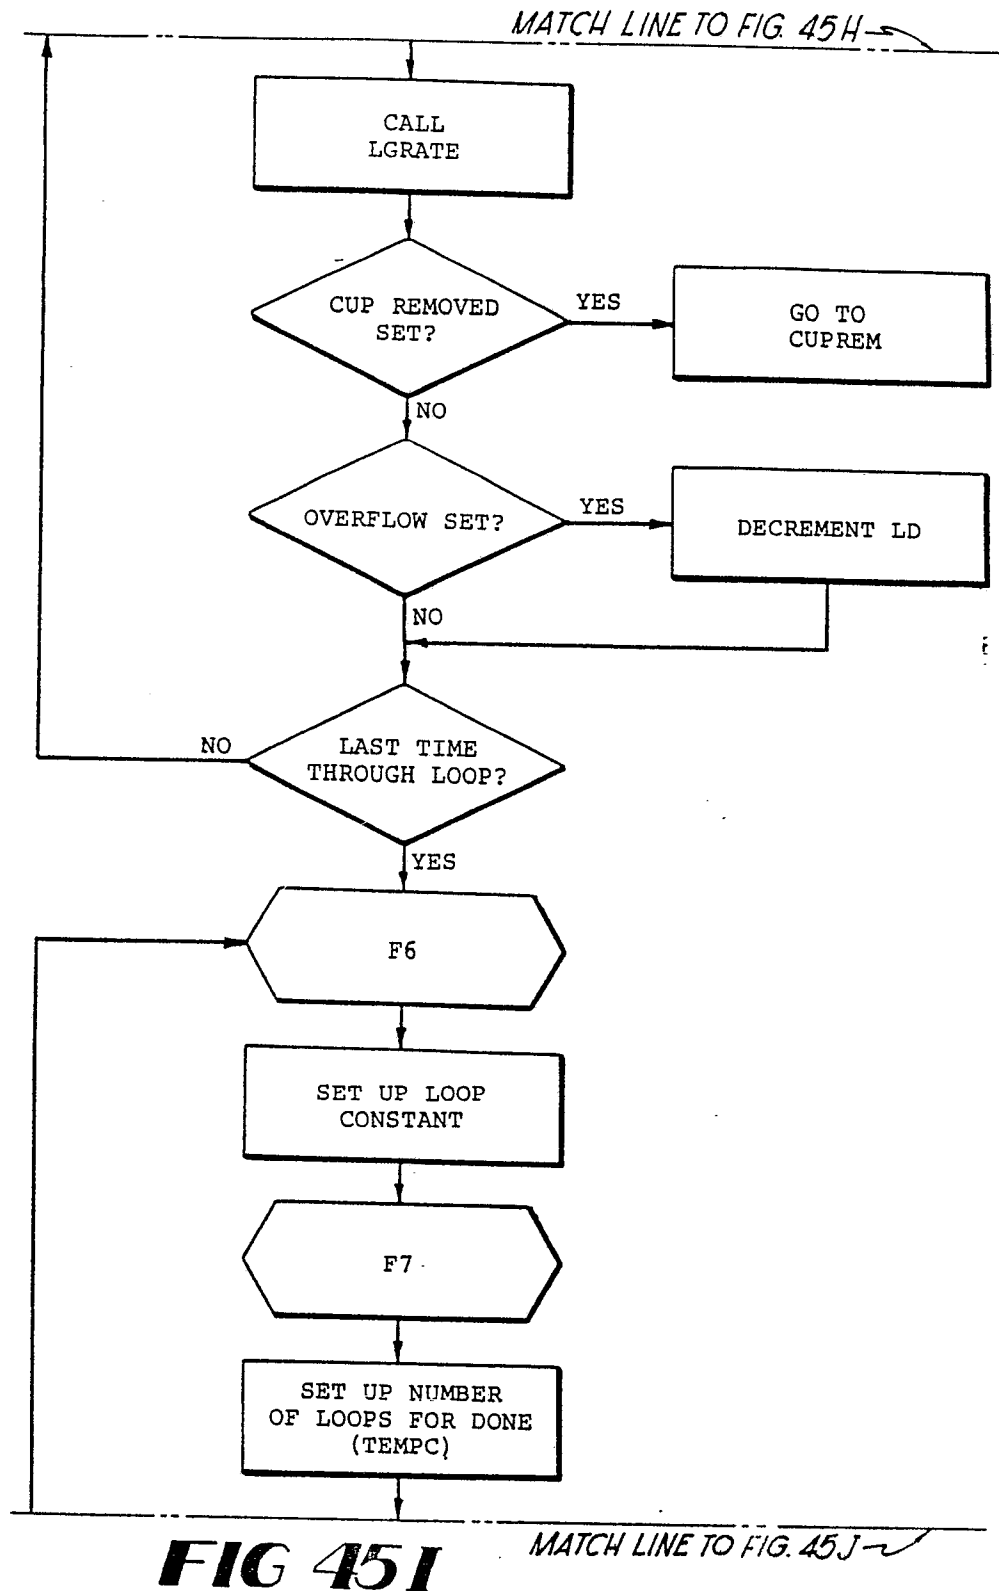 MATCH LINE TO FIG. 45H
CALL
LGRATE
CUP REMOVED
SET?
YES
GO TO
CUPREM
NO
OVERFLOW SET?
YES
DECREMENT LD
NO
LAST TIME
THROUGH LOOP?
NO
YES
F6
SET UP LOOP
CONSTANT
F7
SET UP NUMBER
OF LOOPS FOR DONE
(TEMPC)
MATCH LINE TO FIG. 45J
FIG 45I